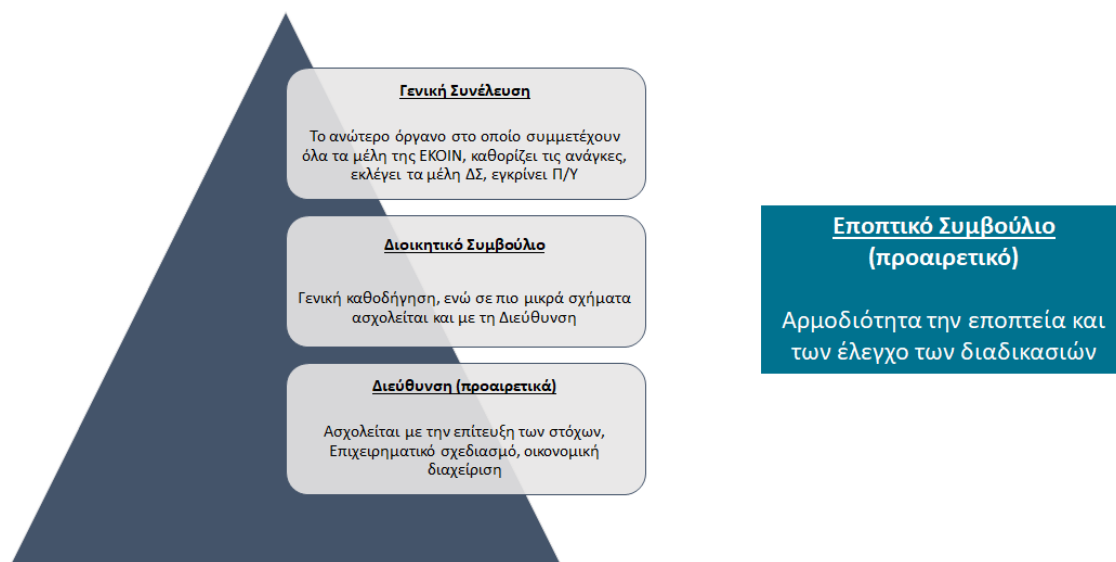 Γενική Συνέλευση
Το ανώτερο όργανο στο οποίο συμμετέχουν
όλα τα μέλη της ΕΚΟΙΝ, καθορίζει τις ανάγκες,
εκλέγει τα μέλη ΔΣ, εγκρίνει Π/Υ
Διοικητικό Συμβούλιο
Γενική καθοδήγηση, ενώ σε πιο μικρά σχήματα
ασχολείται και με τη Διεύθυνση
Διεύθυνση (προαιρετικά)
Ασχολείται με την επίτευξη των στόχων,
Επιχειρηματικό σχεδιασμό, οικονομική
διαχείριση
Εποπτικό Συμβούλιο
(προαιρετικό)
Αρμοδιότητα την εποπτεία και
των έλεγχο των διαδικασιών